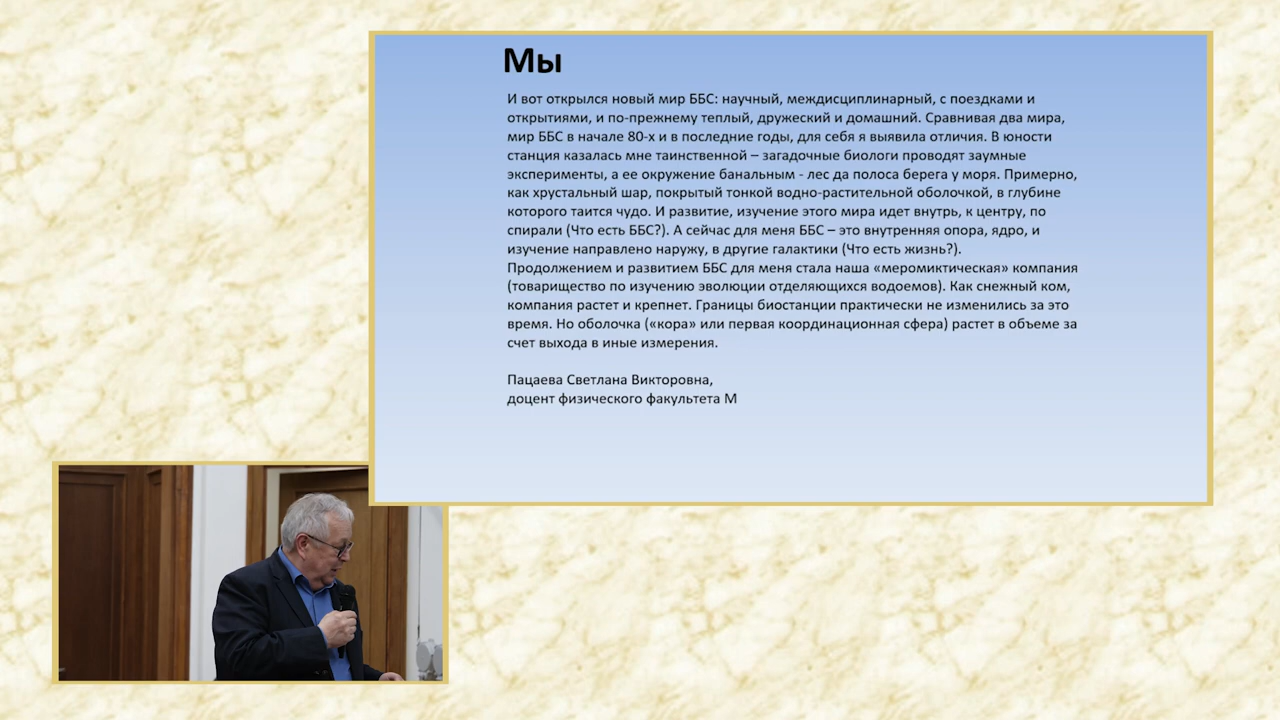 Мы
И вот открылся новый мир ББС: научный, междисциплинарный, с поездками и
открытиями, и по-прежнему теплый, дружеский и домашний. Сравнивая два мира,
мир ББС в начале 80-х и в последние годы, для себя я выявила отличия. В юности
станция казалась мне таинственной – загадочные биологи проводят заумные
эксперименты, а ее окружение банальным - лес да полоса берега у моря. Примерно,
как хрустальный шар, покрытый тонкой водно-растительной оболочкой, в глубине
которого таится чудо. И развитие, изучение этого мира идет внутрь, к центру, по
спирали (Что есть ББС?). А сейчас для меня ББС – это внутренняя опора, ядро, и
изучение направлено наружу, в другие галактики (Что есть жизнь?).
Продолжением и развитием ББС для меня стала наша «меромиктическая» компания
(товарищество по изучению эволюции отделяющихся водоемов). Как снежный ком,
компания растет и крепнет. Границы биостанции практически не изменились за это
время. Но оболочка («кора» или первая координационная сфера) растет в объеме за
счет выхода в иные измерения.
Пацаева Светлана Викторовна,
доцент физического факультета М